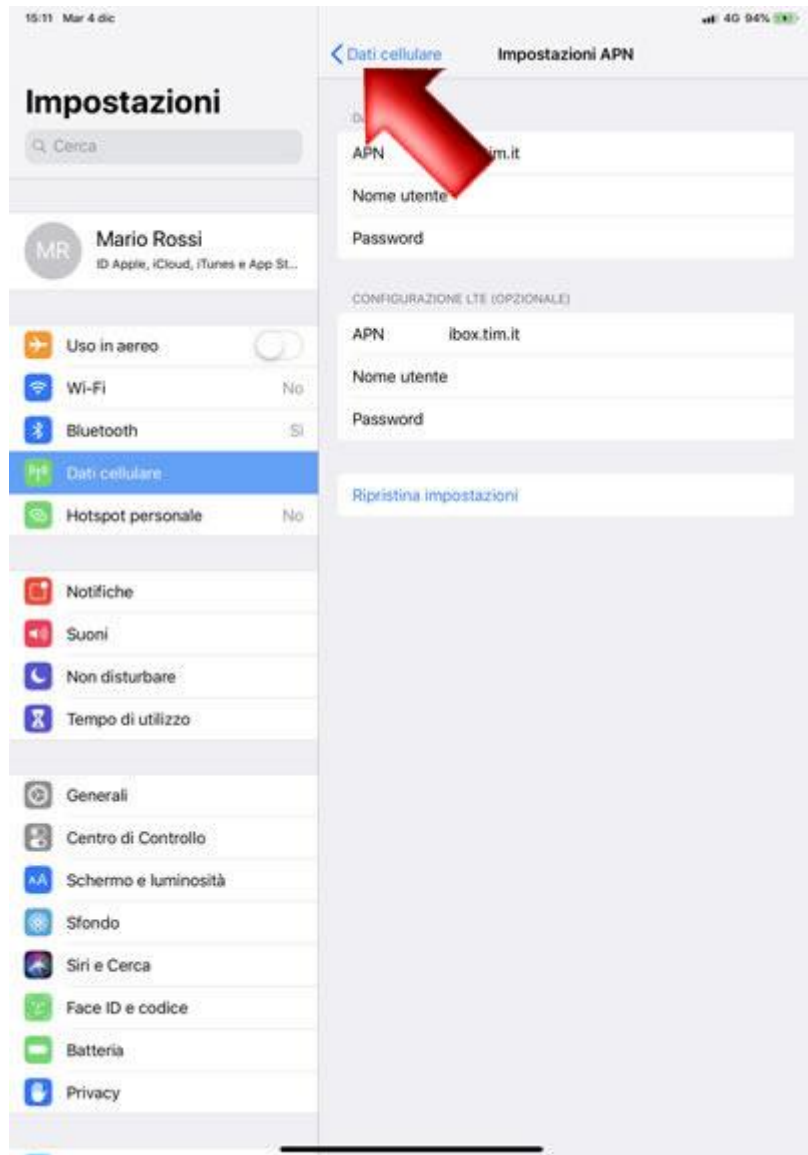 15:11 Mar 4 dic
4G 94%
Impostazioni
Cerca
Mario Rossi
MR
ID Apple, iCloud, iTunes e App St...
Uso in aereo
Wi-Fi No
Bluetooth Sì
Dati cellulare
Hotspot personale No
Notifiche
Suoni
Non disturbare
Tempo di utilizzo
Generali
Centro di Controllo
AA Schermo e luminosità
Sfondo
Siri e Cerca
Face ID e codice
Batteria
Privacy
Dati cellulare Impostazioni APN
APN im.it
Nome utente
Password
CONFIGURAZIONE LTE (OPZIONALE)
APN ibox.tim.it
Nome utente
Password
Ripristina impostazioni